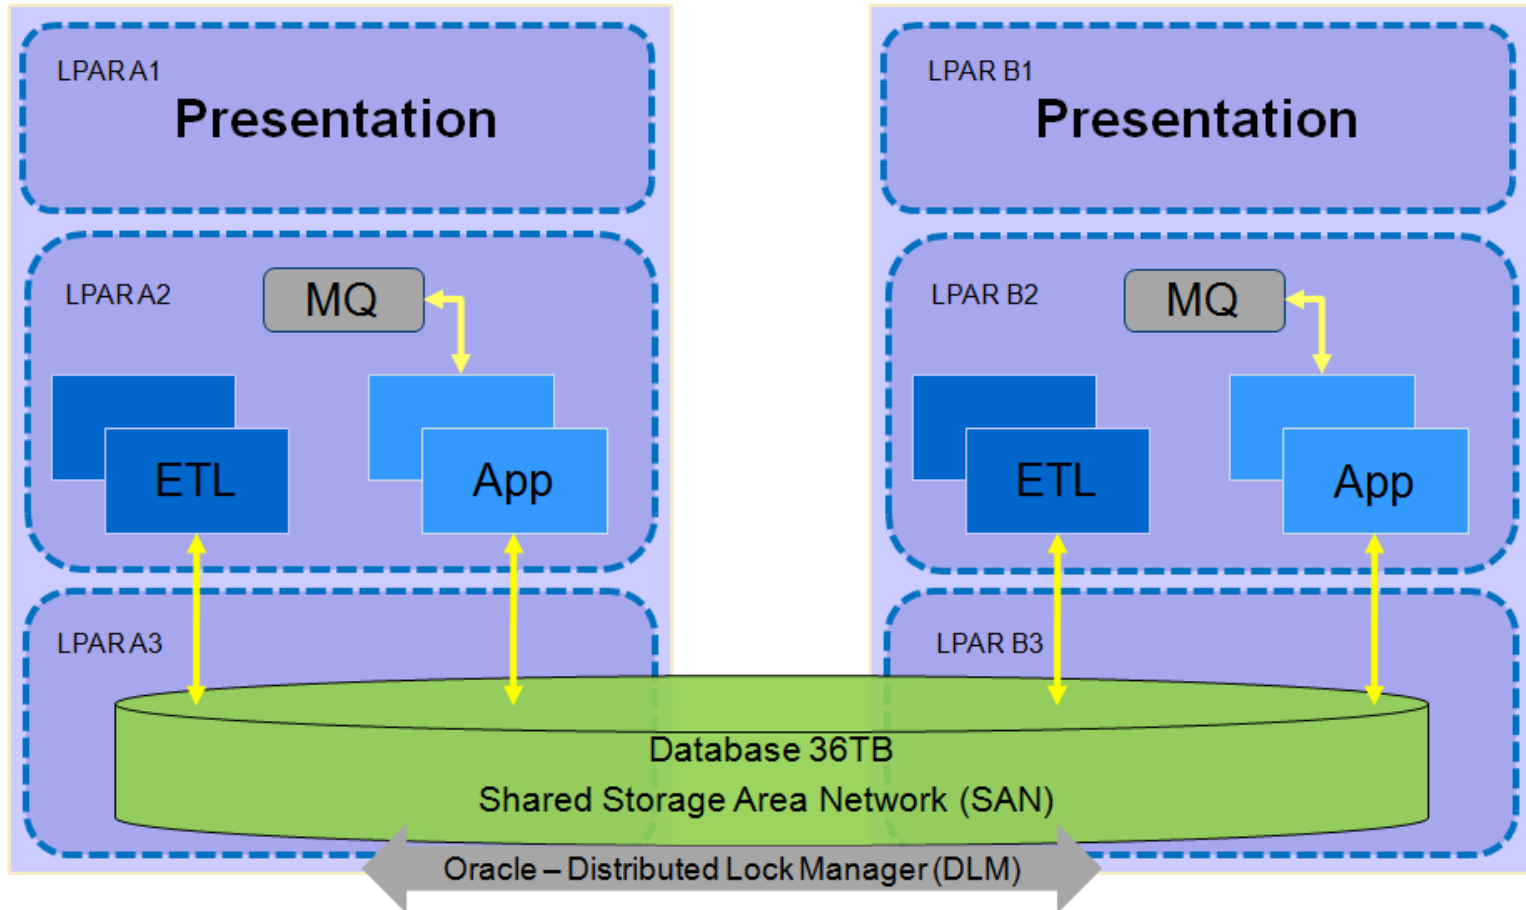 LPAR A1
Presentation
LPAR A2
MQ
ETL
App
LPAR A3
LPAR B1
Presentation
LPAR B2
MQ
ETL
App
LPAR B3
Database 36TB
Shared Storage Area Network (SAN)
Oracle – Distributed Lock Manager (DLM)